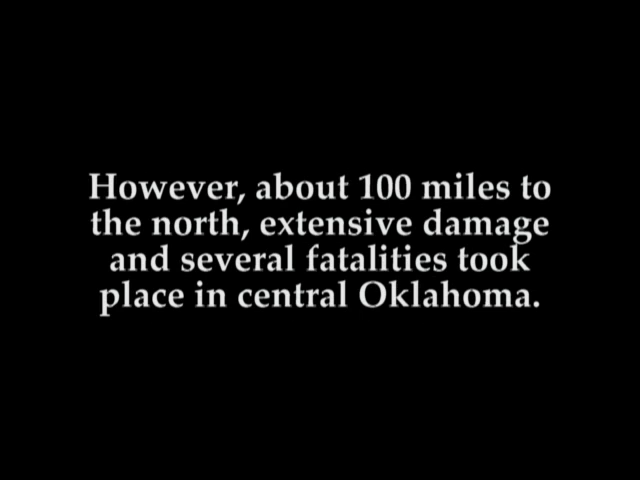 However, about 100 miles to
the north, extensive damage
and several fatalities took
place in central Oklahoma.